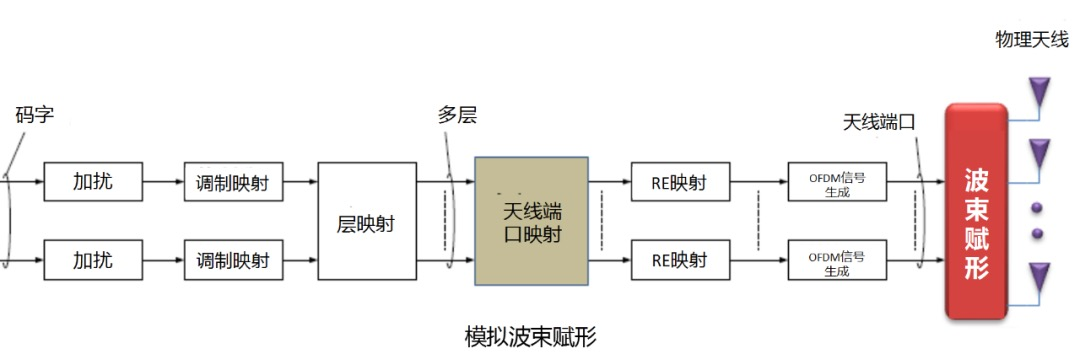 物理天线
码字
多层
天线端口
加扰
调制映射
层映射
天线端
口映射
RE映射
OFDM信号
生成
波
束
赋
形
加扰
调制映射
RE映射
OFDM信号
生成
模拟波束赋形